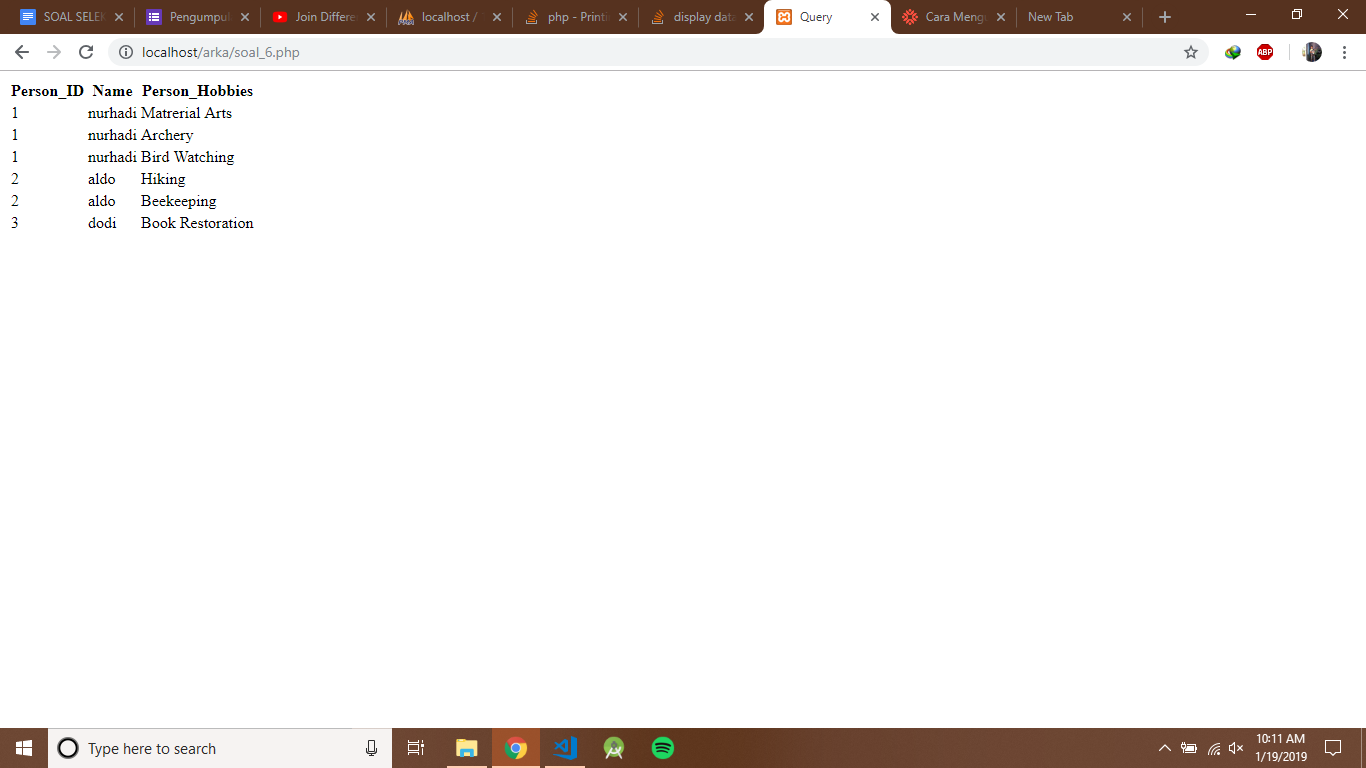 SOAL SELEK Pengumpul Join Differe localhost / php - Printi display data Query Cara Meng New Tab
localhost/arka/soal_6.php
ABP
Person_ID Name Person_Hobbies
1 nurhadi Matrerial Arts
1 nurhadi Archery
1 nurhadi Bird Watching
2 aldo Hiking
2 aldo Beekeeping
3 dodi Book Restoration
Type here to search
10:11 AM
1/19/2019